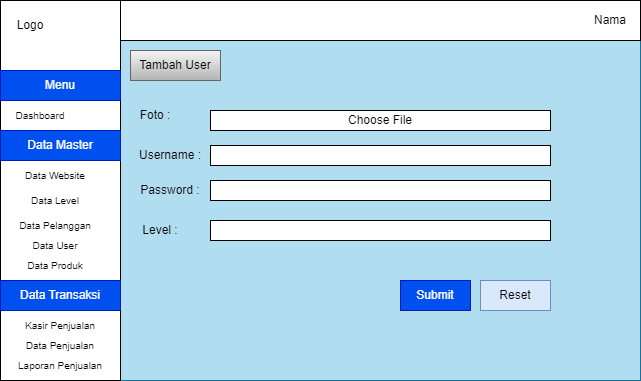 Logo
Nama
Menu
Dashboard
Data Master
Data Website
Data Level
Data Pelanggan
Data User
Data Produk
Data Transaksi
Kasir Penjualan
Data Penjualan
Laporan Penjualan
Tambah User
Foto :
Choose File
Username :
Password :
Level :
Submit
Reset